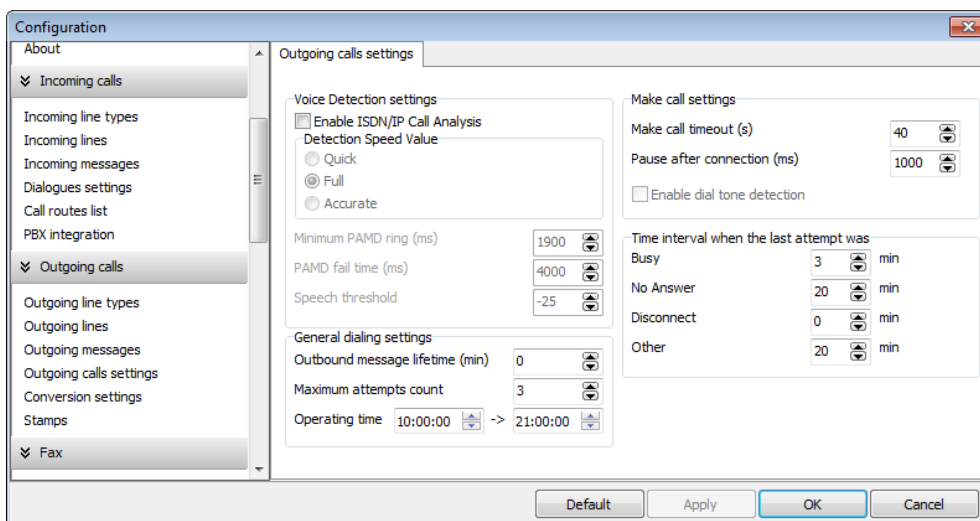 Configuration
About
Incoming calls
Incoming line types
Incoming lines
Incoming messages
Dialogues settings
Call routes list
PBX integration
Outgoing calls
Outgoing line types
Outgoing lines
Outgoing messages
Outgoing calls settings
Conversion settings
Stamps
Fax
Outgoing calls settings
Voice Detection settings
Enable ISDN/IP Call Analysis
Detection Speed Value
Quick
Full
Accurate
Minimum PAMD ring (ms) 1900
PAMD fail time (ms) 4000
Speech threshold -25
General dialing settings
Outbound message lifetime (min) 0
Maximum attempts count 3
Operating time 10:00:00 -> 21:00:00
Make call settings
Make call timeout (s) 40
Pause after connection (ms) 1000
Enable dial tone detection
Time interval when the last attempt was
Busy 3 min
No Answer 20 min
Disconnect 0 min
Other 20 min
Default Apply OK Cancel